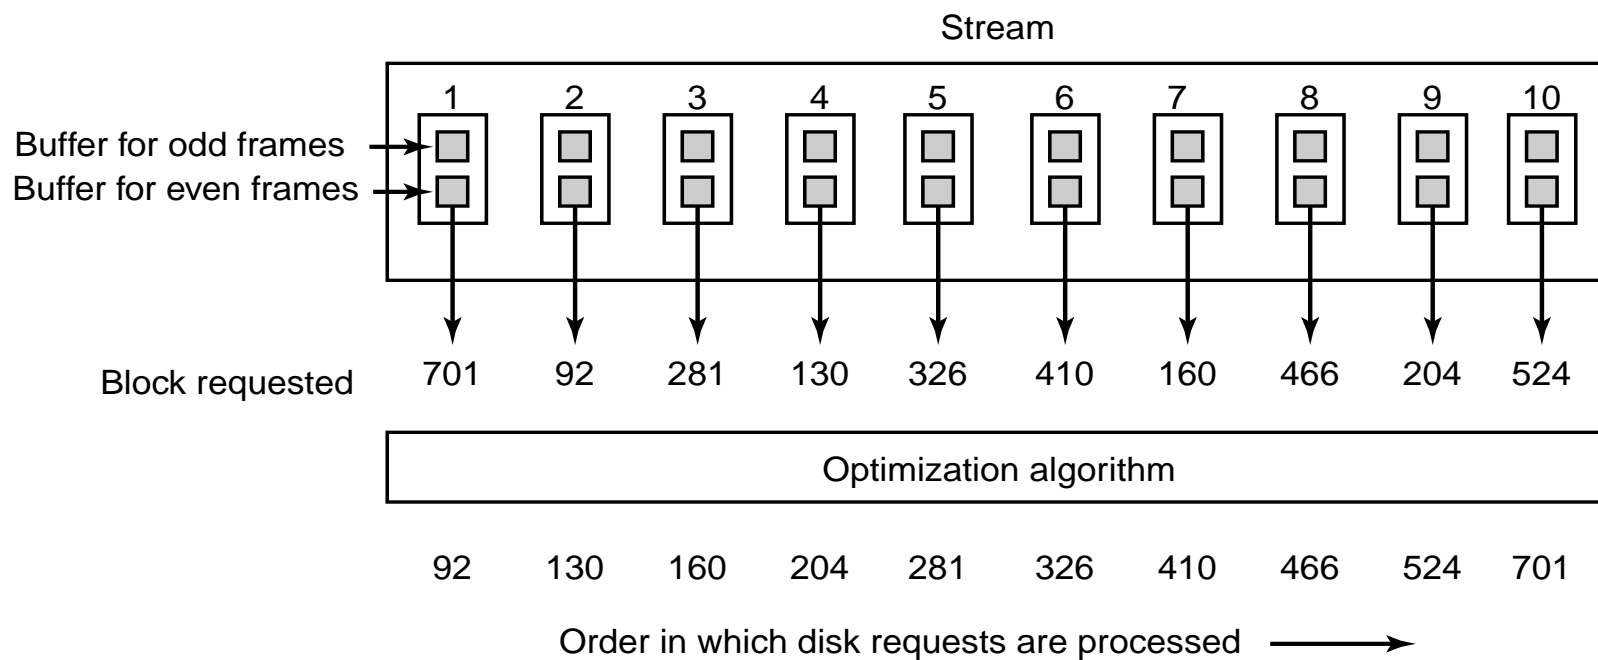 Stream
1 2 3 4 5 6 7 8 9 10
Buffer for odd frames
Buffer for even frames
Block requested 701 92 281 130 326 410 160 466 204 524
Optimization algorithm
92 130 160 204 281 326 410 466 524 701
Order in which disk requests are processed